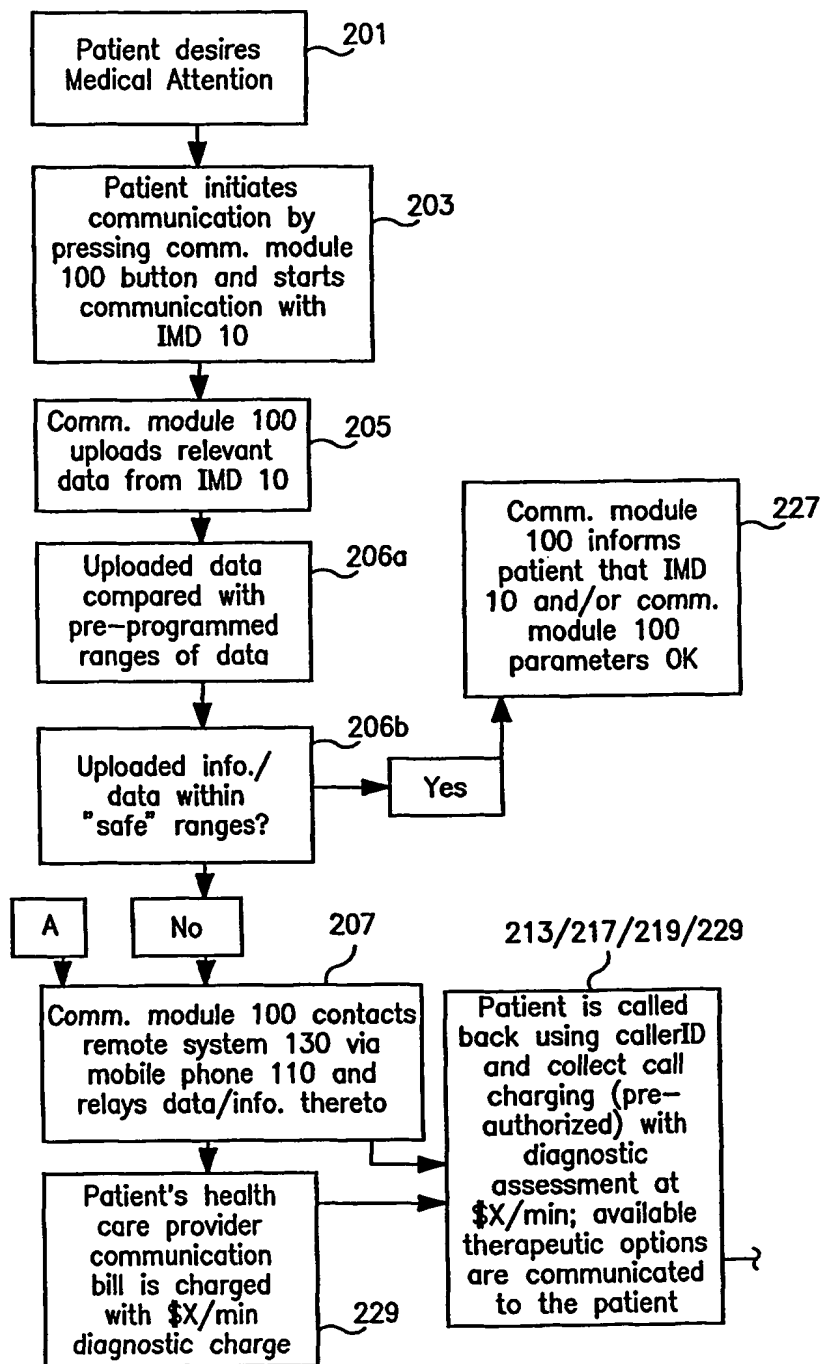 Patient desires
Medical Attention
201
Patient initiates
communication by
pressing comm. module
100 button and starts
communication with
IMD 10
203
Comm. module 100
uploads relevant
data from IMD 10
205
Uploaded data
compared with
pre-programmed
ranges of data
206a
Comm. module
100 informs
patient that IMD
10 and/or comm.
module 100
parameters OK
227
Uploaded info./
data within
"safe" ranges?
206b
Yes
A
No
207
Comm. module 100 contacts
remote system 130 via
mobile phone 110 and
relays data/info. thereto
213/217/219/229
Patient is called
back using callerID
and collect call
charging (pre-
authorized) with
diagnostic
assessment at
$X/min; available
therapeutic options
are communicated
to the patient
Patient's health
care provider
communication
bill is charged
with $X/min
diagnostic charge
229